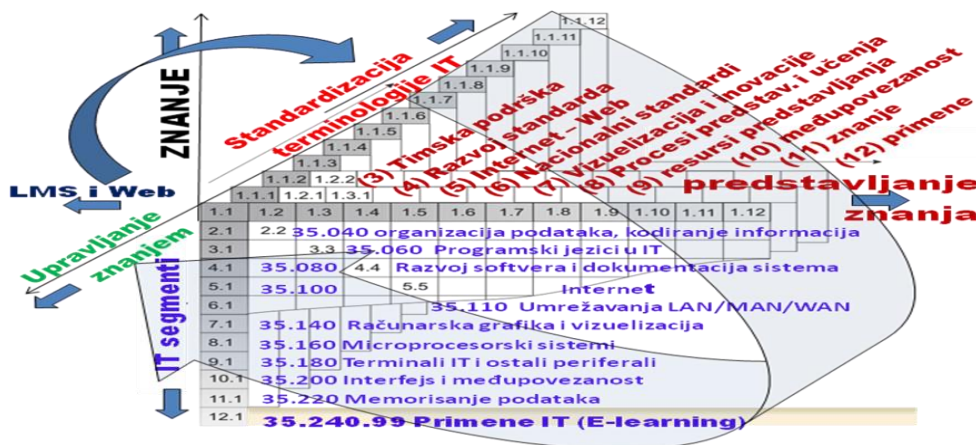 ZNANJE
Standardizacija
terminologije IT
LMS i Web
Upravljanje
znanjem
IT segmenti
predstavljanje
znanja
(3) Timska podrška
(4) Razvoj standarda
(5) Internet – Web
(6) Nacionalni standardi
(7) Vizuelizacija i inovacije
(8) Procesi predstav. i učenja
(9) resursi predstavljanja
(10) međupovezanost
(11) znanje
(12) primene
1.1.12
1.1.11
1.1.10
1.1.9
1.1.8
1.1.7
1.1.6
1.1.5
1.1.4
1.1.3
1.1.2 1.2.2
1.1.1 1.2.1 1.3.1
1.1 1.2 1.3 1.4 1.5 1.6 1.7 1.8 1.9 1.10 1.11 1.12
2.1 2.2 35.040 organizacija podataka, kodiranje informacija
3.1 3.3 35.060 Programski jezici u IT
4.1 35.080 4.4 Razvoj softvera i dokumentacija sistema
5.1 35.100 5.5 Internet
6.1 35.110 Umrežavanja LAN/MAN/WAN
7.1 35.140 Računarska grafika i vizuelizacija
8.1 35.160 Microprocesorski sistemi
9.1 35.180 Terminali IT i ostali periferali
10.1 35.200 Interfejs i međupovezanost
11.1 35.220 Memorisanje podataka
12.1 35.240.99 Primene IT (E-learning)